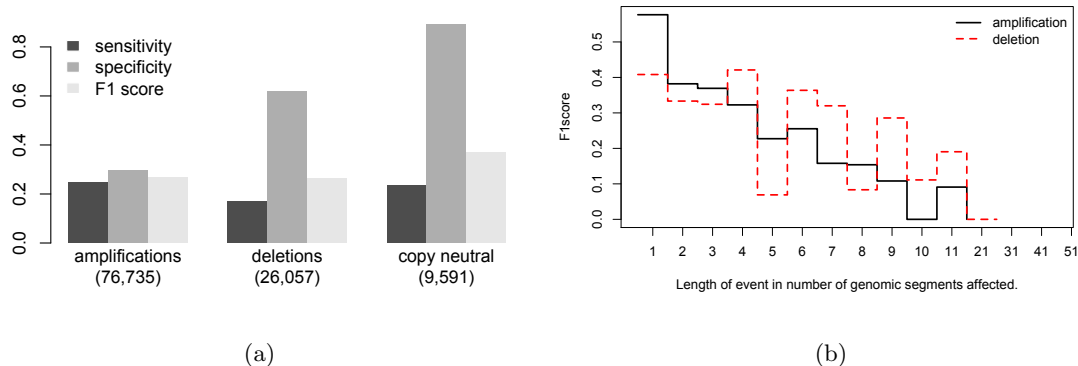 0.0 0.2 0.4 0.6 0.8
sensitivity
specificity
F1 score
amplifications
(76,735)
deletions
(26,057)
copy neutral
(9,591)
(a)
F1score
0.0 0.1 0.2 0.3 0.4 0.5
amplification
deletion
1 2 3 4 5 6 7 8 9 10 11 21 31 41 51
Length of event in number of genomic segments affected.
(b)